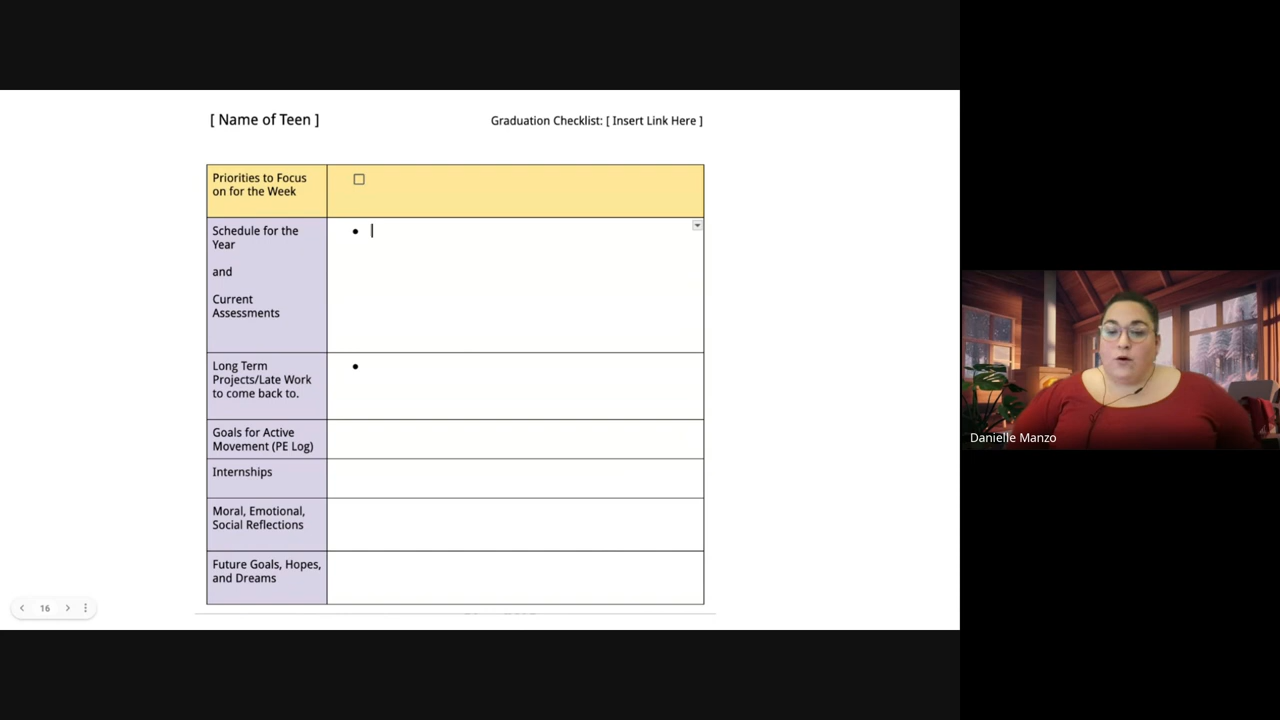 [ Name of Teen ]
Graduation Checklist: [ Insert Link Here ]
Priorities to Focus
on for the Week
Schedule for the
Year
and
Current
Assessments
Long Term
Projects/Late Work
to come back to.
Goals for Active
Movement (PE Log)
Internships
Moral, Emotional,
Social Reflections
Future Goals, Hopes,
and Dreams
16
Danielle Manzo